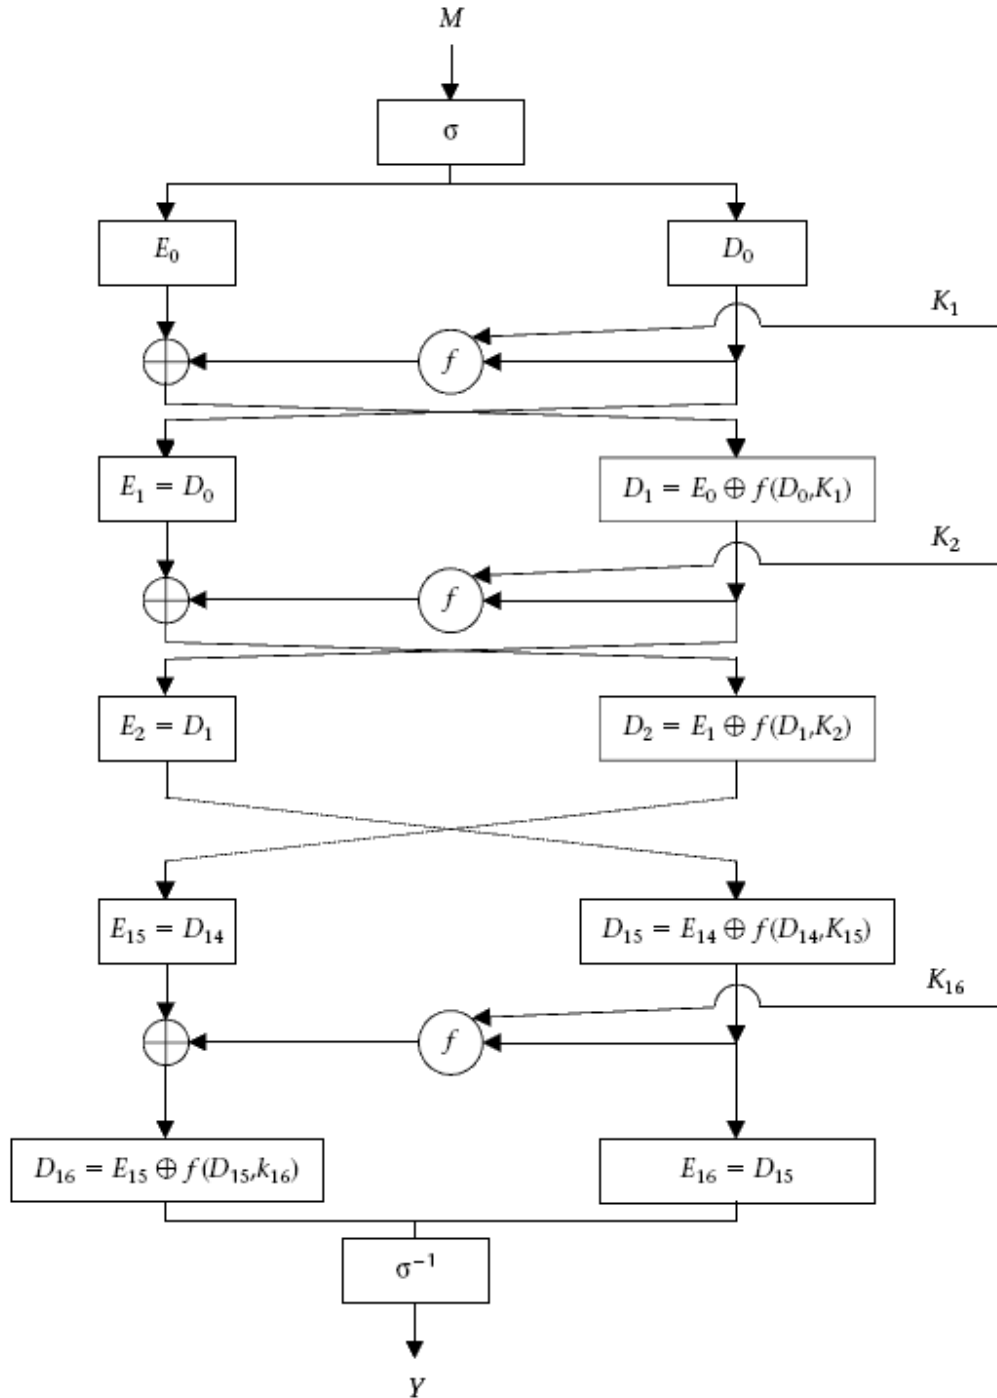 M
σ
E₀
D₀
K₁
f
E₁ = D₀
D₁ = E₀ ⊕ f(D₀,K₁)
K₂
f
E₂ = D₁
D₂ = E₁ ⊕ f(D₁,K₂)
E₁₅ = D₁₄
D₁₅ = E₁₄ ⊕ f(D₁₄,K₁₅)
K₁₆
f
D₁₆ = E₁₅ ⊕ f(D₁₅,k₁₆)
E₁₆ = D₁₅
σ⁻¹
Y